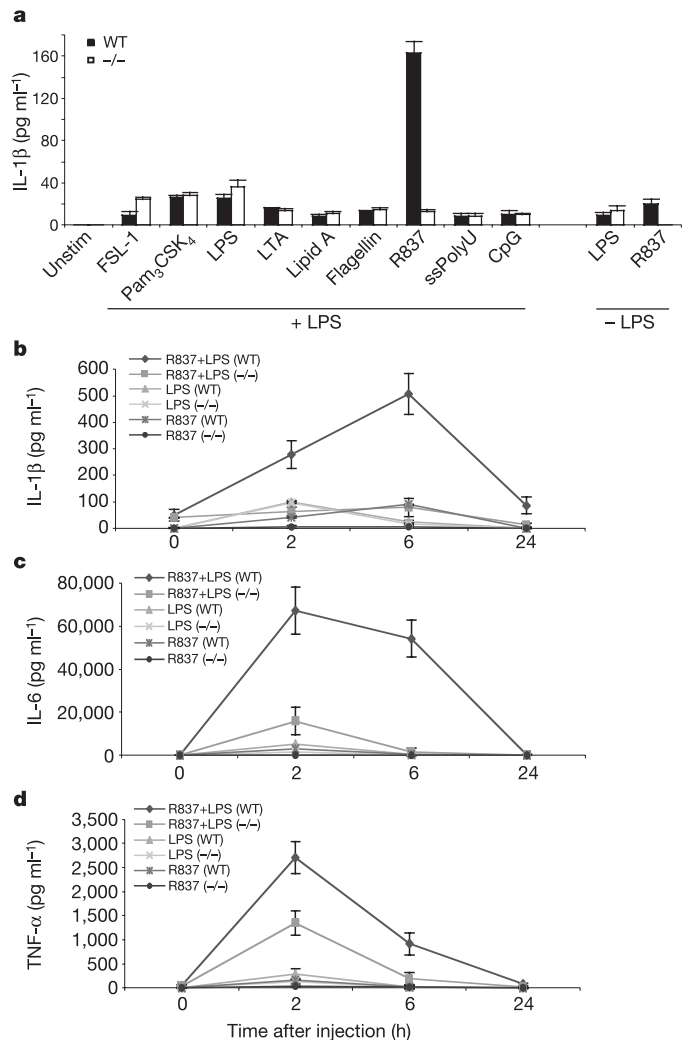 a
WT
–/–
IL-1β (pg ml⁻¹)
160
120
80
40
0
Unstim
FSL-1
Pam₃CSK₄
LPS
LTA
Lipid A
Flagellin
R837
ssPolyU
CpG
LPS
R837
+ LPS
– LPS
b
R837+LPS (WT)
R837+LPS (–/–)
LPS (WT)
LPS (–/–)
R837 (WT)
R837 (–/–)
IL-1β (pg ml⁻¹)
600
500
400
300
200
100
0
0 2 6 24
c
R837+LPS (WT)
R837+LPS (–/–)
LPS (WT)
LPS (–/–)
R837 (WT)
R837 (–/–)
IL-6 (pg ml⁻¹)
80,000
60,000
40,000
20,000
0
0 2 6 24
d
R837+LPS (WT)
R837+LPS (–/–)
LPS (WT)
LPS (–/–)
R837 (WT)
R837 (–/–)
TNF-α (pg ml⁻¹)
3,500
3,000
2,500
2,000
1,500
1,000
500
0
0 2 6 24
Time after injection (h)